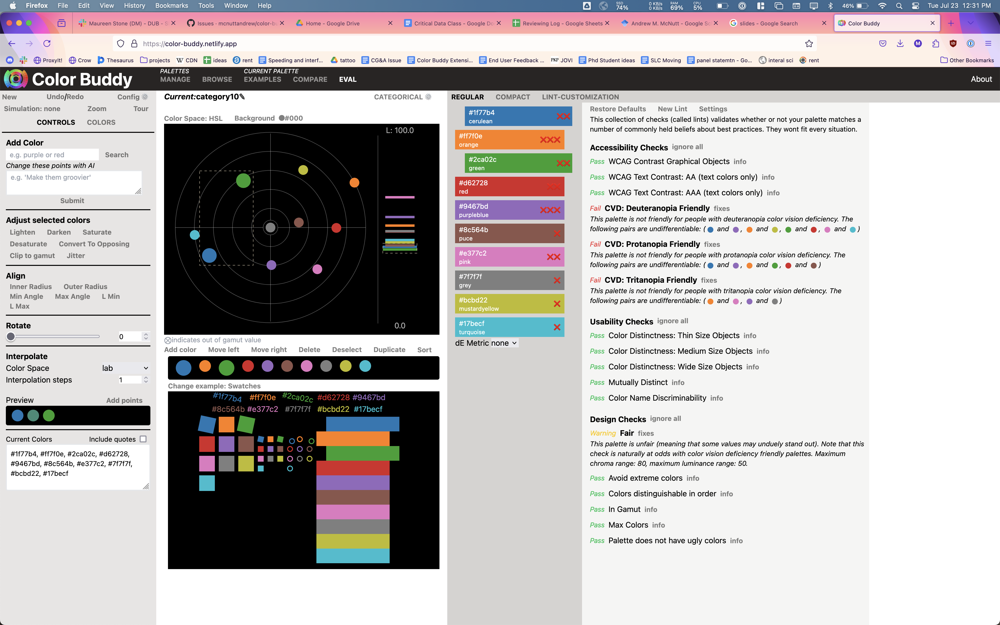 Firefox File Edit View History Bookmarks Tools Window Help
SSD 74% 0 KB/s 0 KB/s RAM 69% CPU 5% 46% Tue Jul 23 12:31 PM
Maureen Stone (DM) - DUB - S Issues · mcnuttandrew/color-bu Home - Google Drive Critical Data Class - Google Do Reviewing Log - Google Sheets Andrew M. McNutt - Google Sc slides - Google Search Color Buddy
https://color-buddy.netlify.app
ProxyIt! Crow Thesaurus projects CDN ideas rent Speeding and interf... tattoo CG&A Issue Color Buddy Extensi... End User Feedback ... JOVI Phd Student ideas SLC Moving panel statemtn - Go... interal sci rent Other Bookmarks
Color Buddy
PALETTES
MANAGE BROWSE
CURRENT PALETTE
EXAMPLES COMPARE EVAL
About
New Undo/Redo Config
Simulation: none Zoom Tour
CONTROLS COLORS
Add Color
e.g. purple or red Search
Change these points with AI
e.g. 'Make them groovier'
Submit
Adjust selected colors
Lighten Darken Saturate
Desaturate Convert To Opposing
Clip to gamut Jitter
Align
Inner Radius Outer Radius
Min Angle Max Angle L Min
L Max
Rotate
0
Interpolate
Color Space lab
Interpolation steps 1
Preview Add points
Current Colors Include quotes
#1f77b4, #ff7f0e, #2ca02c, #d62728,
#9467bd, #8c564b, #e377c2, #7f7f7f,
#bcbd22, #17becf
Current:category10 CATEGORICAL
Color Space: HSL Background #000
L: 100.0
0.0
indicates out of gamut value
Add color Move left Move right Delete Deselect Duplicate Sort
Change example: Swatches
#1f77b4 #ff7f0e #2ca02c #d62728 #9467bd
#8c564b #e377c2 #7f7f7f #bcbd22 #17becf
REGULAR COMPACT LINT-CUSTOMIZATION
#1f77b4
cerulean
#ff7f0e
orange
#2ca02c
green
#d62728
red
#9467bd
purpleblue
#8c564b
puce
#e377c2
pink
#7f7f7f
grey
#bcbd22
mustardyellow
#17becf
turquoise
dE Metric none
Restore Defaults New Lint Settings
This collection of checks (called lints) validates whether or not your palette matches a
number of commonly held beliefs about best practices. They wont fit every situation.
Accessibility Checks ignore all
Pass WCAG Contrast Graphical Objects info
Pass WCAG Text Contrast: AA (text colors only) info
Pass WCAG Text Contrast: AAA (text colors only) info
Fail CVD: Deuteranopia Friendly fixes
This palette is not friendly for people with deuteranopia color vision deficiency. The
following pairs are undifferentiable: ( and , and , and , and )
Fail CVD: Protanopia Friendly fixes
This palette is not friendly for people with protanopia color vision deficiency. The
following pairs are undifferentiable: ( and , and , and )
Fail CVD: Tritanopia Friendly fixes
This palette is not friendly for people with tritanopia color vision deficiency. The
following pairs are undifferentiable: ( and , and )
Usability Checks ignore all
Pass Color Distinctness: Thin Size Objects info
Pass Color Distinctness: Medium Size Objects info
Pass Color Distinctness: Wide Size Objects info
Pass Mutually Distinct info
Pass Color Name Discriminability info
Design Checks ignore all
Warning Fair fixes
This palette is unfair (meaning that some values may unduely stand out). Note that this
check is naturally at odds with color vision deficiency friendly palettes. Maximum
chroma range: 80, maximum luminance range: 50.
Pass Avoid extreme colors info
Pass Colors distinguishable in order info
Pass In Gamut info
Pass Max Colors info
Pass Palette does not have ugly colors info